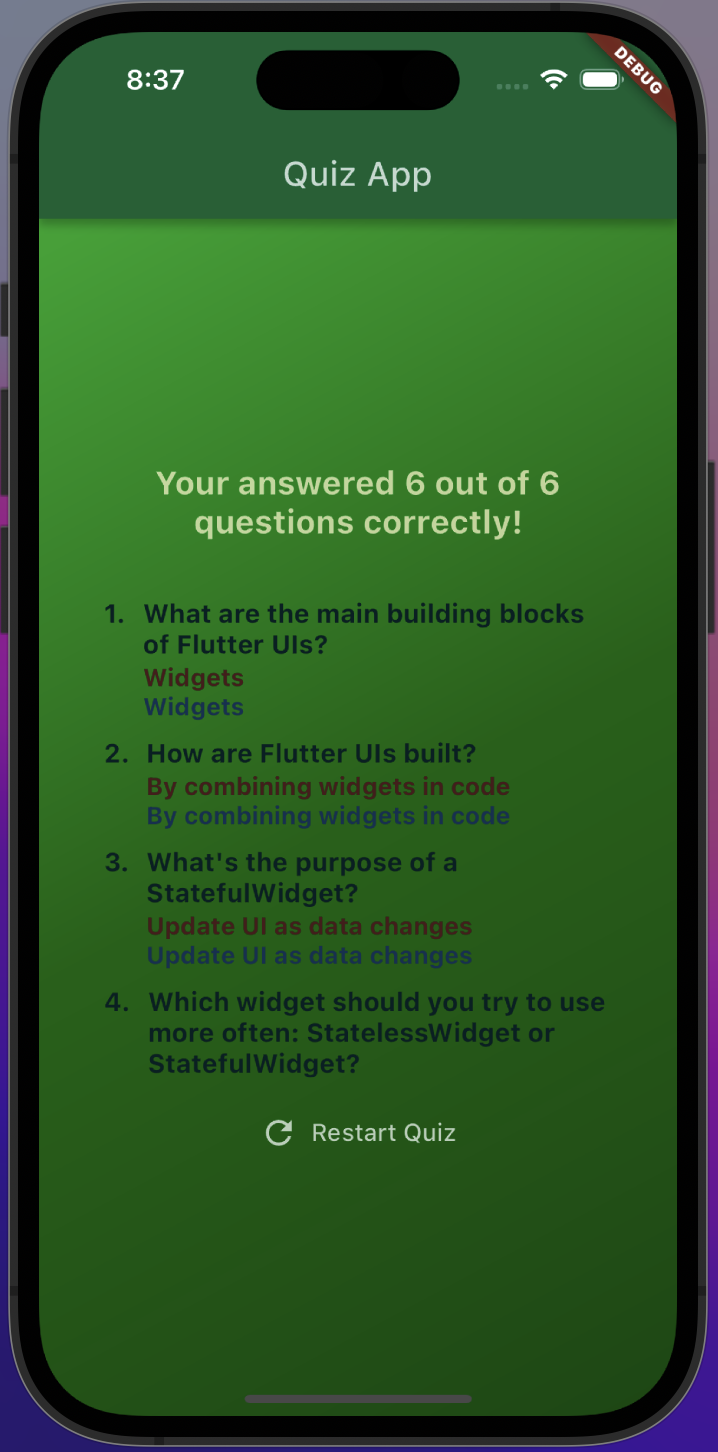 8:37
DEBUG
Quiz App
Your answered 6 out of 6
questions correctly!
1. What are the main building blocks
of Flutter UIs?
Widgets
Widgets
2. How are Flutter UIs built?
By combining widgets in code
By combining widgets in code
3. What's the purpose of a
StatefulWidget?
Update UI as data changes
Update UI as data changes
4. Which widget should you try to use
more often: StatelessWidget or
StatefulWidget?
Restart Quiz